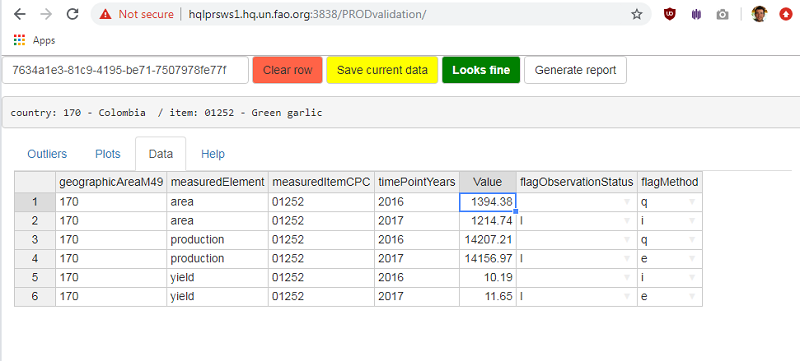 Not secure | hqlprsws1.hq.un.fao.org:3838/PRODvalidation/
Apps
7634a1e3-81c9-4195-be71-7507978fe77f Clear row Save current data Looks fine Generate report
country: 170 - Colombia / item: 01252 - Green garlic
Outliers Plots Data Help
geographicAreaM49 measuredElement measuredItemCPC timePointYears Value flagObservationStatus flagMethod
1 170 area 01252 2016 1394.38 q
2 170 area 01252 2017 1214.74 I i
3 170 production 01252 2016 14207.21 q
4 170 production 01252 2017 14156.97 I e
5 170 yield 01252 2016 10.19 i
6 170 yield 01252 2017 11.65 I e